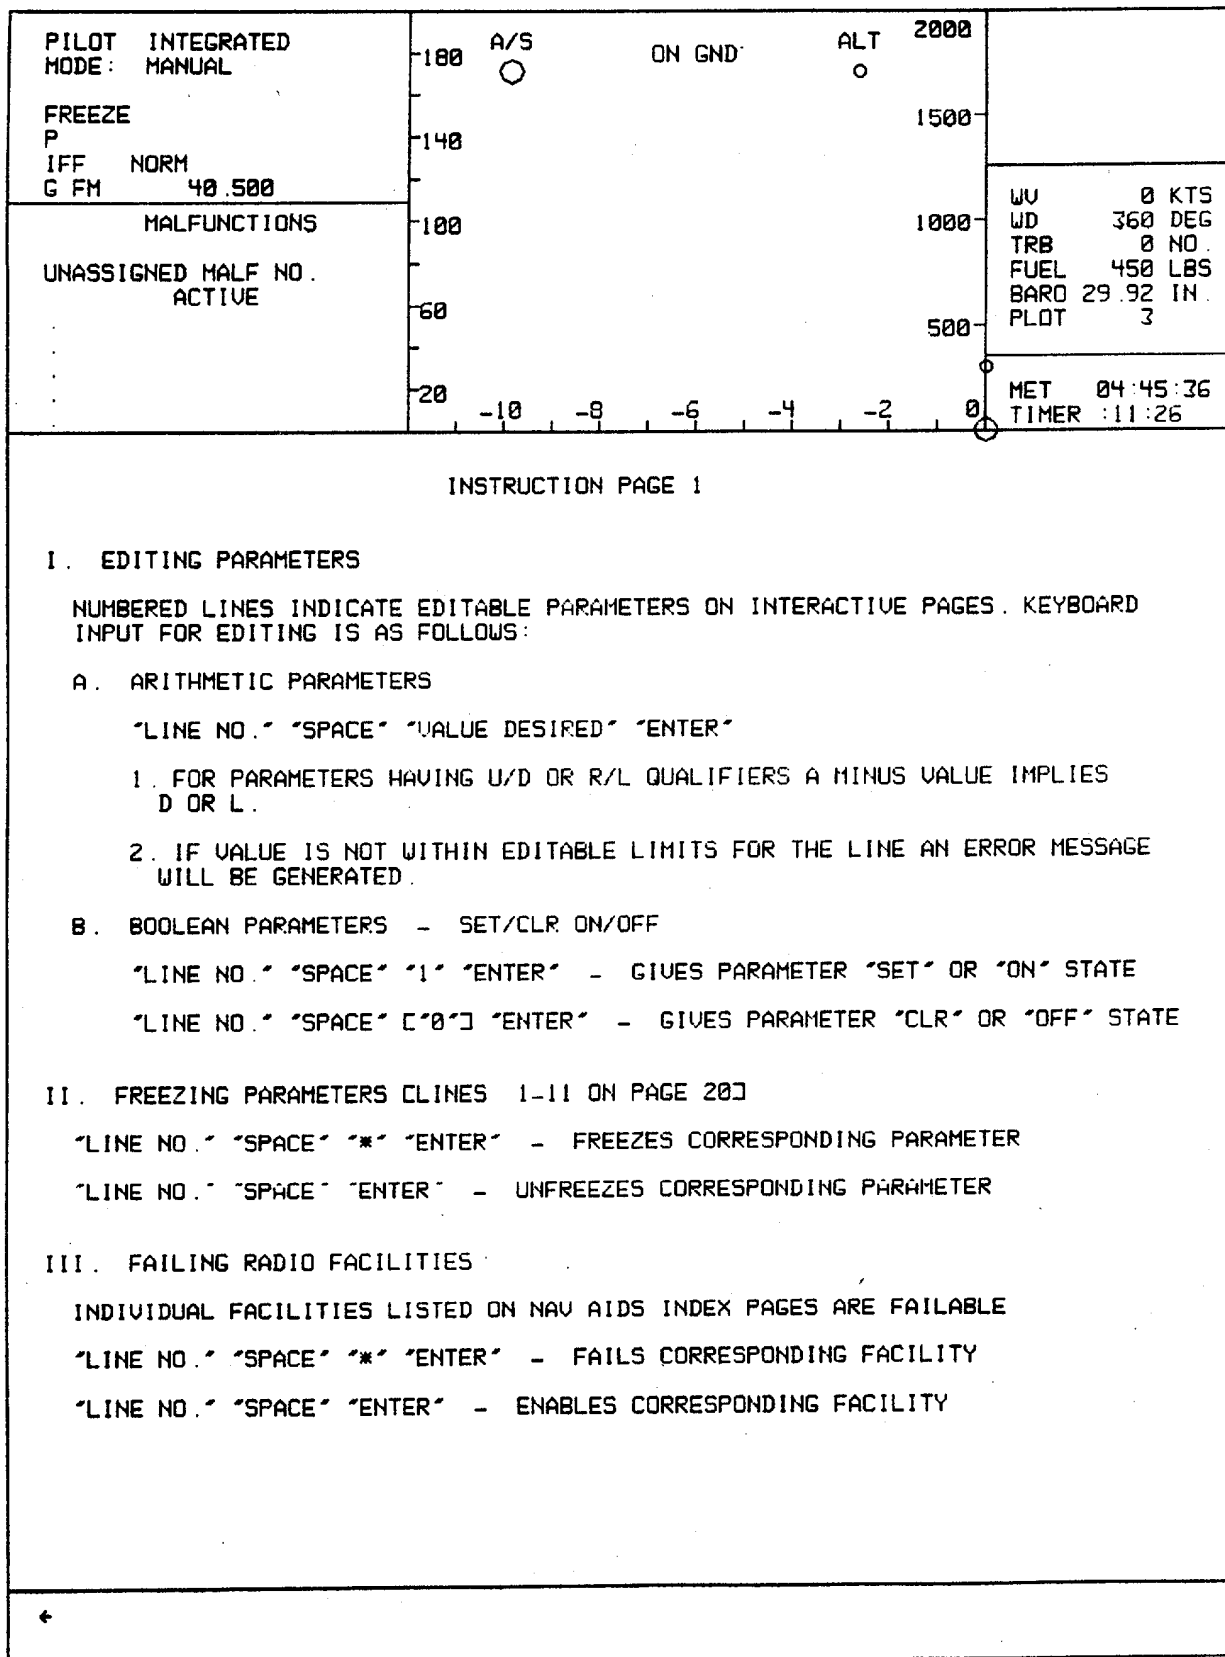 PILOT INTEGRATED
MODE: MANUAL
FREEZE
P
IFF NORM
G FM 40.500
MALFUNCTIONS
UNASSIGNED MALF NO.
ACTIVE
.
.
.
.
A/S ON GND ALT
180
140
100
60
20
2000
1500
1000
500
-10 -8 -6 -4 -2 0
WV 0 KTS
WD 360 DEG
TRB 0 NO.
FUEL 450 LBS
BARO 29.92 IN.
PLOT 3
MET 04:45:36
TIMER :11:26
INSTRUCTION PAGE 1
I. EDITING PARAMETERS
NUMBERED LINES INDICATE EDITABLE PARAMETERS ON INTERACTIVE PAGES. KEYBOARD
INPUT FOR EDITING IS AS FOLLOWS:
A. ARITHMETIC PARAMETERS
"LINE NO." "SPACE" "VALUE DESIRED" "ENTER"
1. FOR PARAMETERS HAVING U/D OR R/L QUALIFIERS A MINUS VALUE IMPLIES
D OR L.
2. IF VALUE IS NOT WITHIN EDITABLE LIMITS FOR THE LINE AN ERROR MESSAGE
WILL BE GENERATED.
B. BOOLEAN PARAMETERS - SET/CLR ON/OFF
"LINE NO." "SPACE" "1" "ENTER" - GIVES PARAMETER "SET" OR "ON" STATE
"LINE NO." "SPACE" ["0"] "ENTER" - GIVES PARAMETER "CLR" OR "OFF" STATE
II. FREEZING PARAMETERS [LINES 1-11 ON PAGE 20]
"LINE NO." "SPACE" "*" "ENTER" - FREEZES CORRESPONDING PARAMETER
"LINE NO." "SPACE" "ENTER" - UNFREEZES CORRESPONDING PARAMETER
III. FAILING RADIO FACILITIES
INDIVIDUAL FACILITIES LISTED ON NAV AIDS INDEX PAGES ARE FAILABLE
"LINE NO." "SPACE" "*" "ENTER" - FAILS CORRESPONDING FACILITY
"LINE NO." "SPACE" "ENTER" - ENABLES CORRESPONDING FACILITY
←